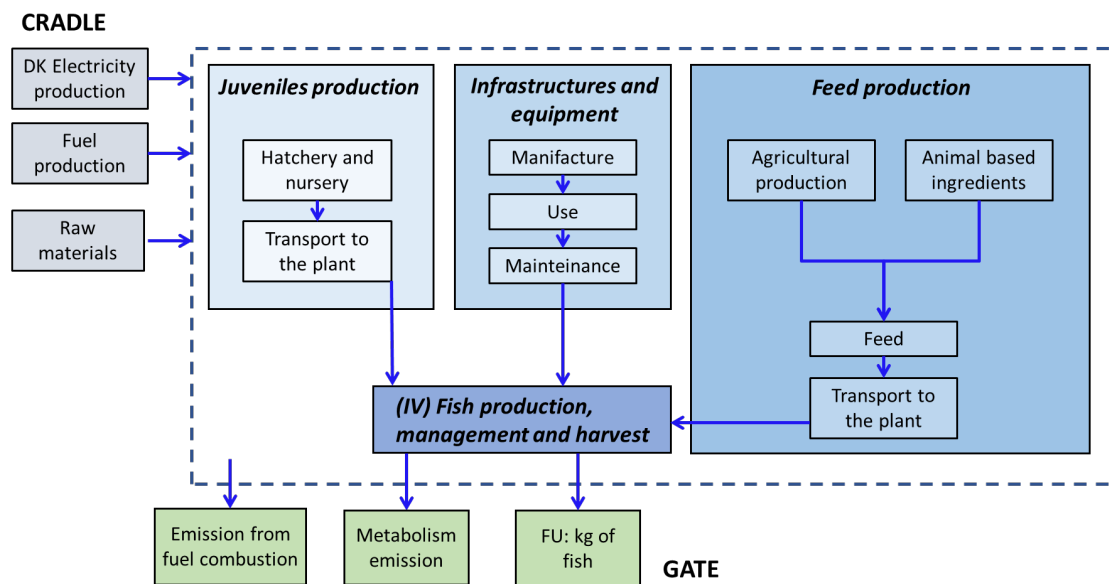 CRADLE
DK Electricity
production
Fuel
production
Raw
materials
Juveniles production
Hatchery and
nursery
Transport to
the plant
Infrastructures and
equipment
Manifacture
Use
Mainteinance
Feed production
Agricultural
production
Animal based
ingredients
Feed
Transport to
the plant
(IV) Fish production,
management and harvest
Emission from
fuel combustion
Metabolism
emission
FU: kg of
fish
GATE